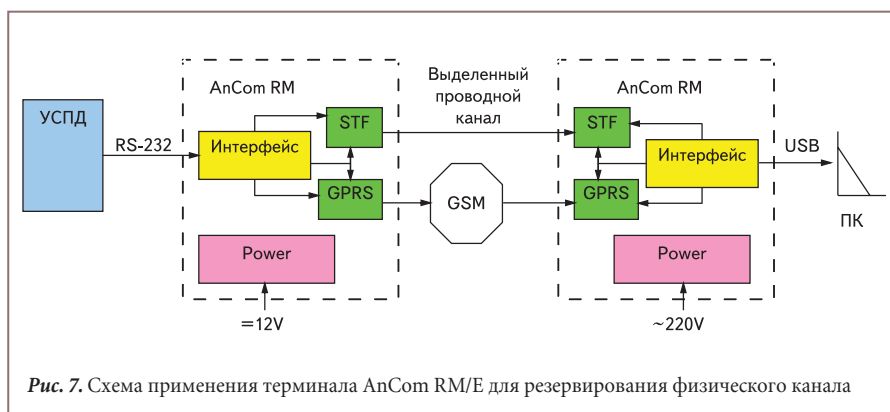 AnCom RM
Выделенный
проводной
канал
AnCom RM
УСПД
RS-232
Интерфейс
STF
GPRS
GSM
STF
GPRS
Интерфейс
USB
ПК
Power
Power
=12V
~220V
Рис. 7. Схема применения терминала AnCom RM/E для резервирования физического канала